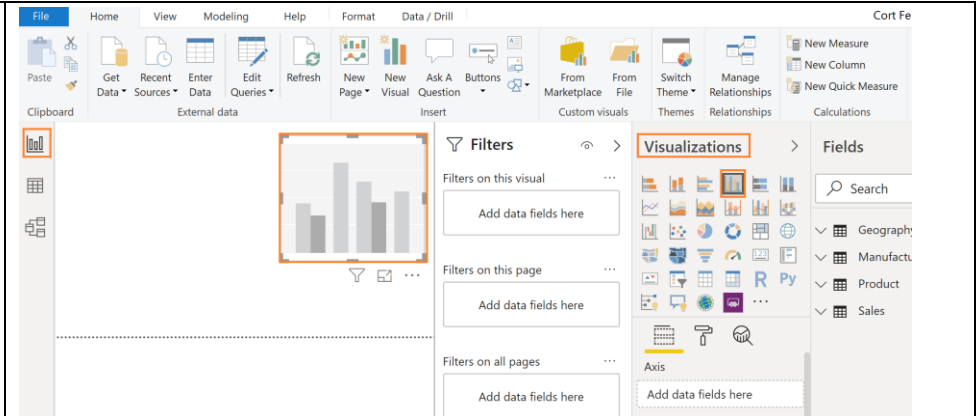 File Home View Modeling Help Format Data / Drill Cort Fe
Paste
Get Data
Recent Sources
Enter Data
Edit Queries
Refresh
New Page
New Visual
Ask A Question
Buttons
From Marketplace
From File
Switch Theme
Manage Relationships
New Measure
New Column
New Quick Measure
Clipboard External data Insert Custom visuals Themes Relationships Calculations
Filters
Filters on this visual ...
Add data fields here
Filters on this page ...
Add data fields here
Filters on all pages ...
Add data fields here
Visualizations
123
R Py
...
Axis
Add data fields here
Fields
Search
Geography
Manufactu
Product
Sales